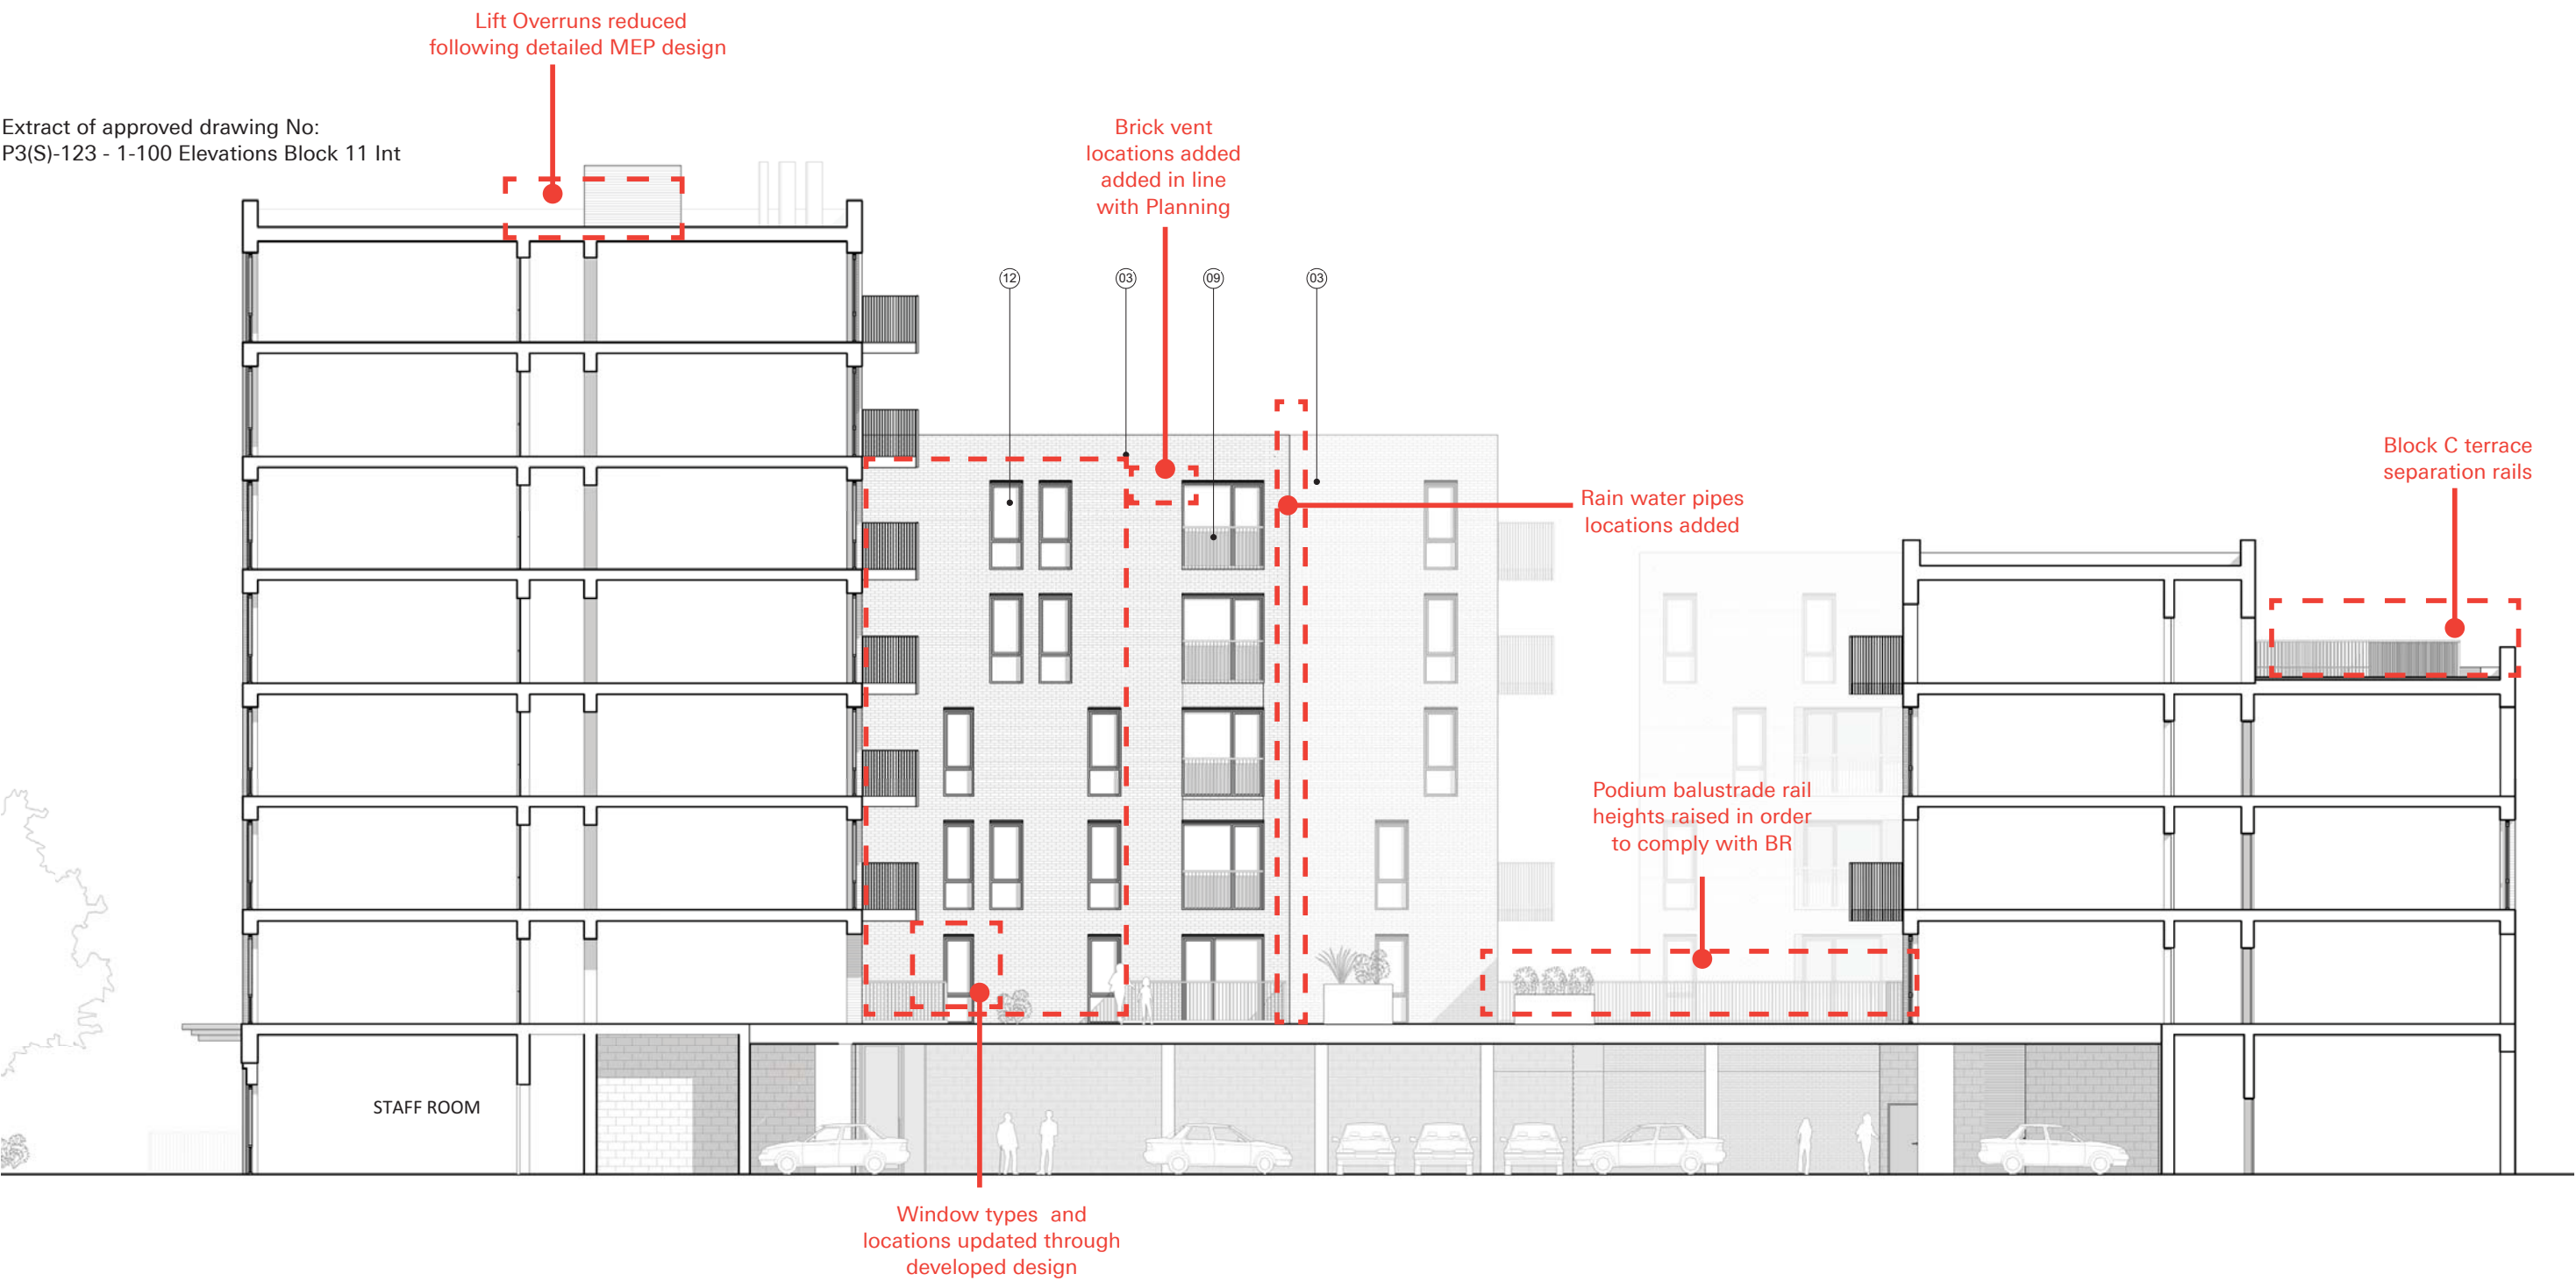 Lift Overruns reduced
following detailed MEP design
Extract of approved drawing No:
P3(S)-123 - 1-100 Elevations Block 11 Int
Brick vent
locations added
added in line
with Planning
12
03
09
03
Block C terrace
separation rails
Rain water pipes
locations added
Podium balustrade rail
heights raised in order
to comply with BR
STAFF ROOM
Window types and
locations updated through
developed design